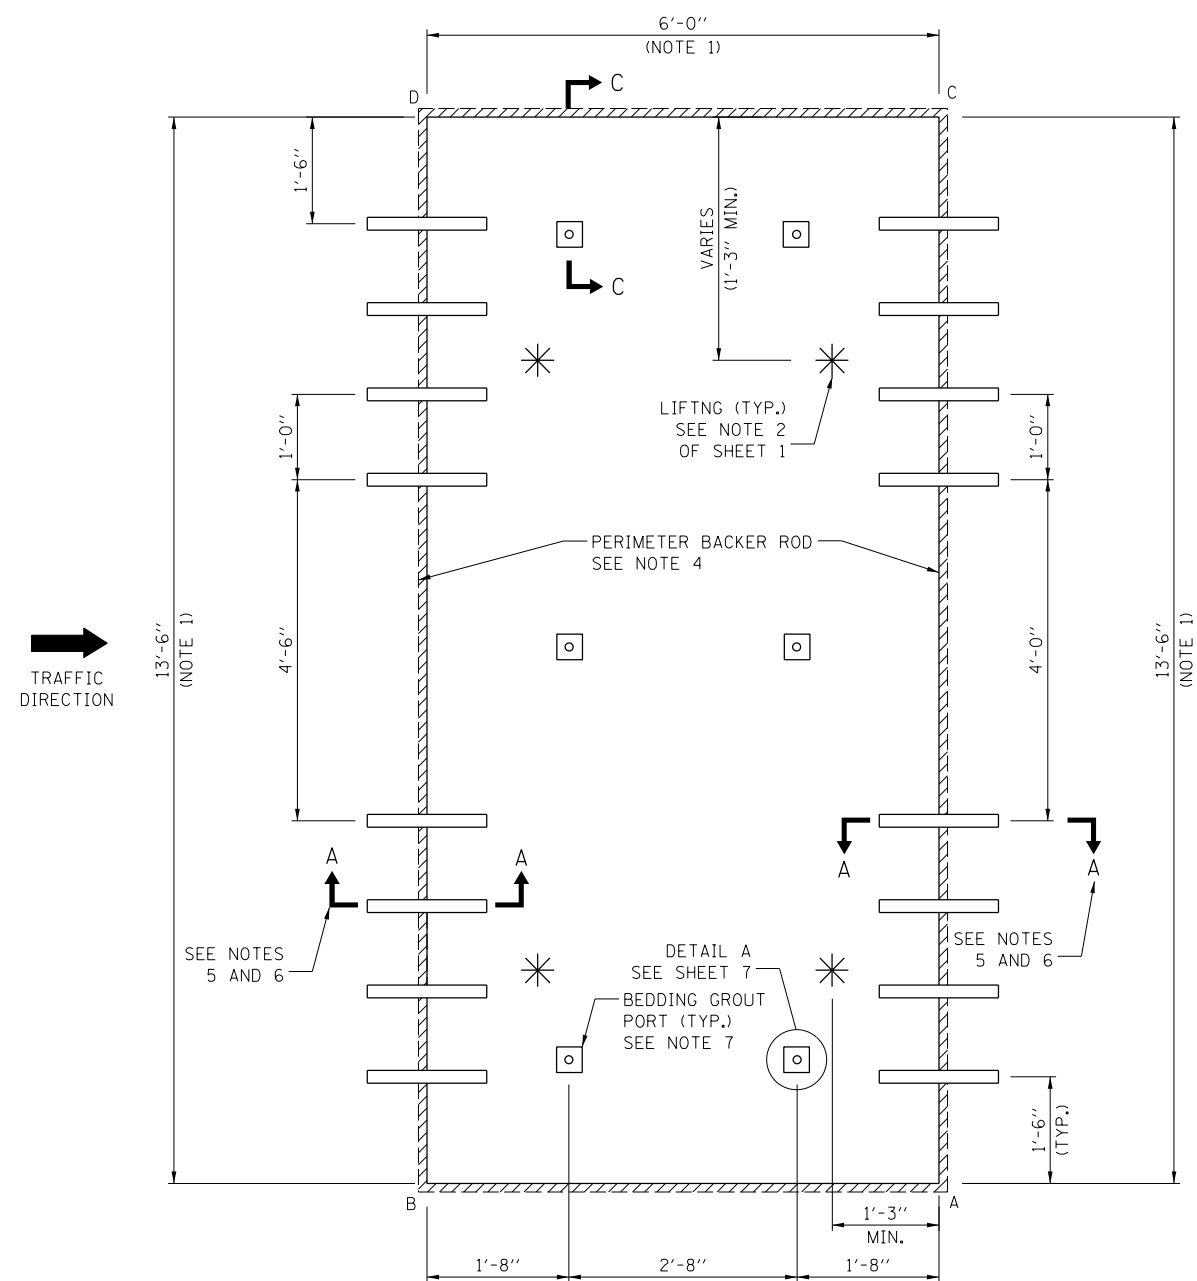 6'-0''
(NOTE 1)
D
C
C
1'-6''
VARIES
(1'-3'' MIN.)
C
LIFTNG (TYP.)
SEE NOTE 2
OF SHEET 1
1'-0''
1'-0''
PERIMETER BACKER ROD
SEE NOTE 4
13'-6''
(NOTE 1)
4'-6''
4'-0''
13'-6''
(NOTE 1)
TRAFFIC
DIRECTION
A
A
A
A
SEE NOTES
5 AND 6
DETAIL A
SEE SHEET 7
SEE NOTES
5 AND 6
BEDDING GROUT
PORT (TYP.)
SEE NOTE 7
1'-6''
(TYP.)
B
A
1'-3''
MIN.
1'-8''
2'-8''
1'-8''